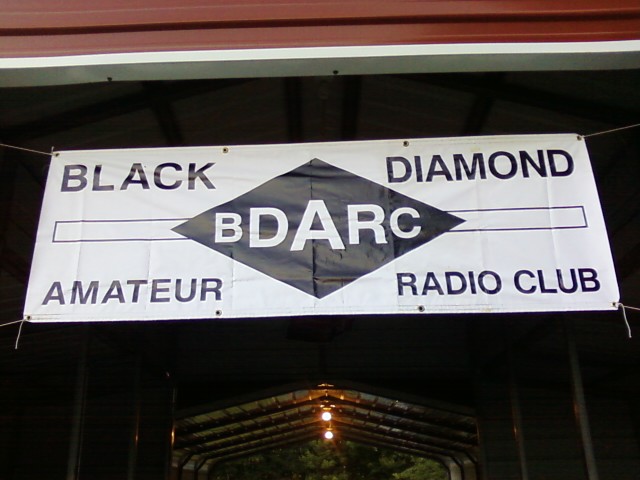 BLACK DIAMOND
BDARC
AMATEUR RADIO CLUB